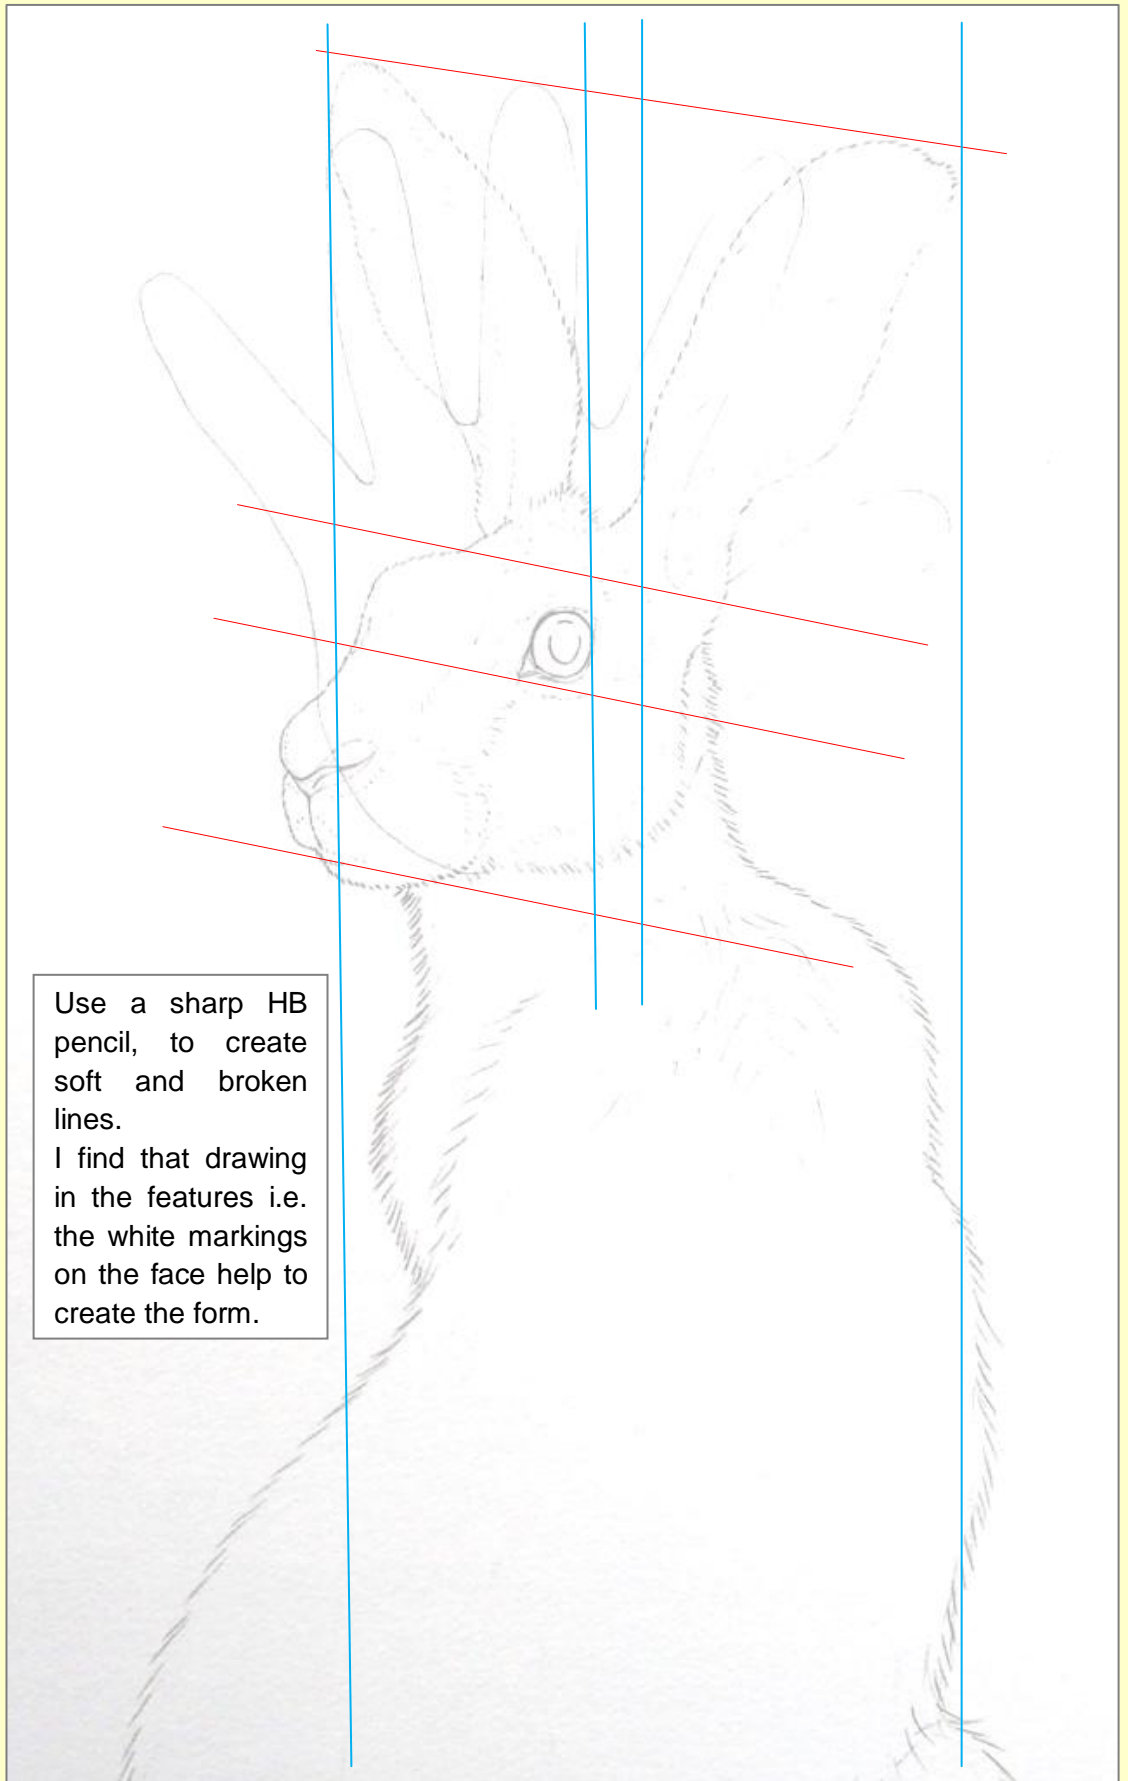 Use a sharp HB
pencil, to create
soft and broken
lines.
I find that drawing
in the features i.e.
the white markings
on the face help to
create the form.